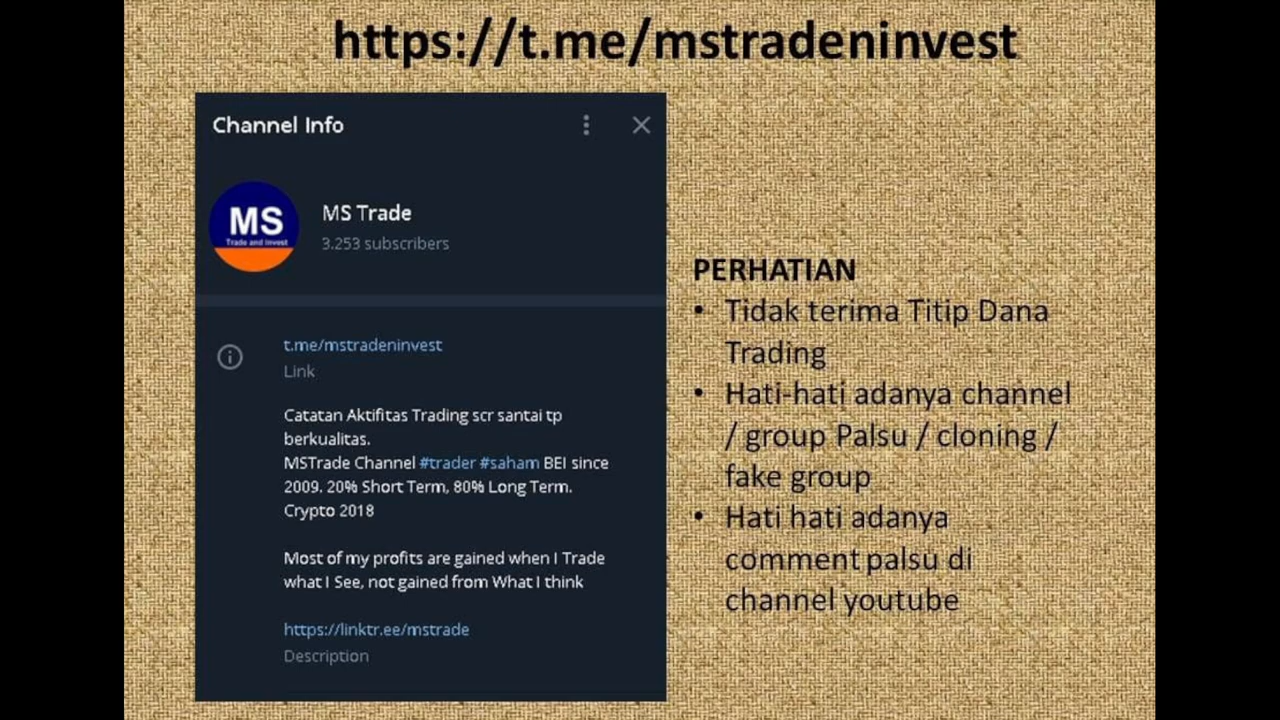 https://t.me/mstradeninvest
Channel Info
MS
Trade and Invest
MS Trade
3.253 subscribers
t.me/mstradeninvest
Link
Catatan Aktifitas Trading scr santai tp
berkualitas.
MSTrade Channel #trader #saham BEI since
2009. 20% Short Term, 80% Long Term.
Crypto 2018
Most of my profits are gained when I Trade
what I See, not gained from What I think
https://linktr.ee/mstrade
Description
PERHATIAN
• Tidak terima Titip Dana
Trading
• Hati-hati adanya channel
/ group Palsu / cloning /
fake group
• Hati hati adanya
comment palsu di
channel youtube